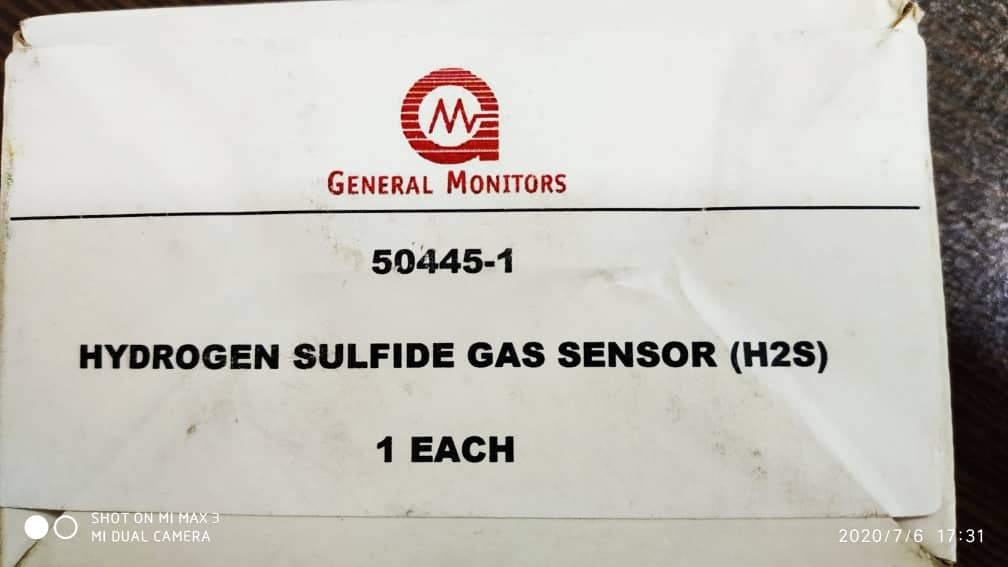 GENERAL MONITORS
50445-1
HYDROGEN SULFIDE GAS SENSOR (H2S)
1 EACH
SHOT ON MI MAX 3
MI DUAL CAMERA
2020/7/6 17:31